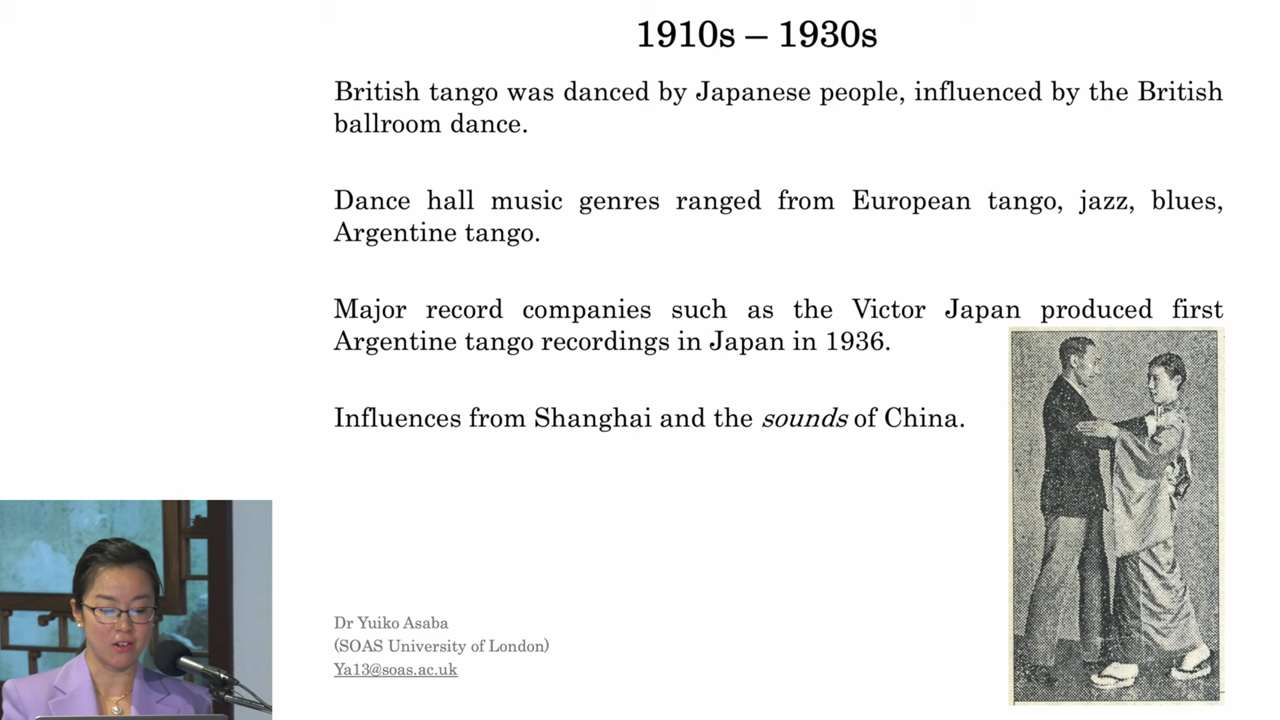 1910s – 1930s
British tango was danced by Japanese people, influenced by the British
ballroom dance.
Dance hall music genres ranged from European tango, jazz, blues,
Argentine tango.
Major record companies such as the Victor Japan produced first
Argentine tango recordings in Japan in 1936.
Influences from Shanghai and the sounds of China.
Dr Yuiko Asaba
(SOAS University of London)
Ya13@soas.ac.uk